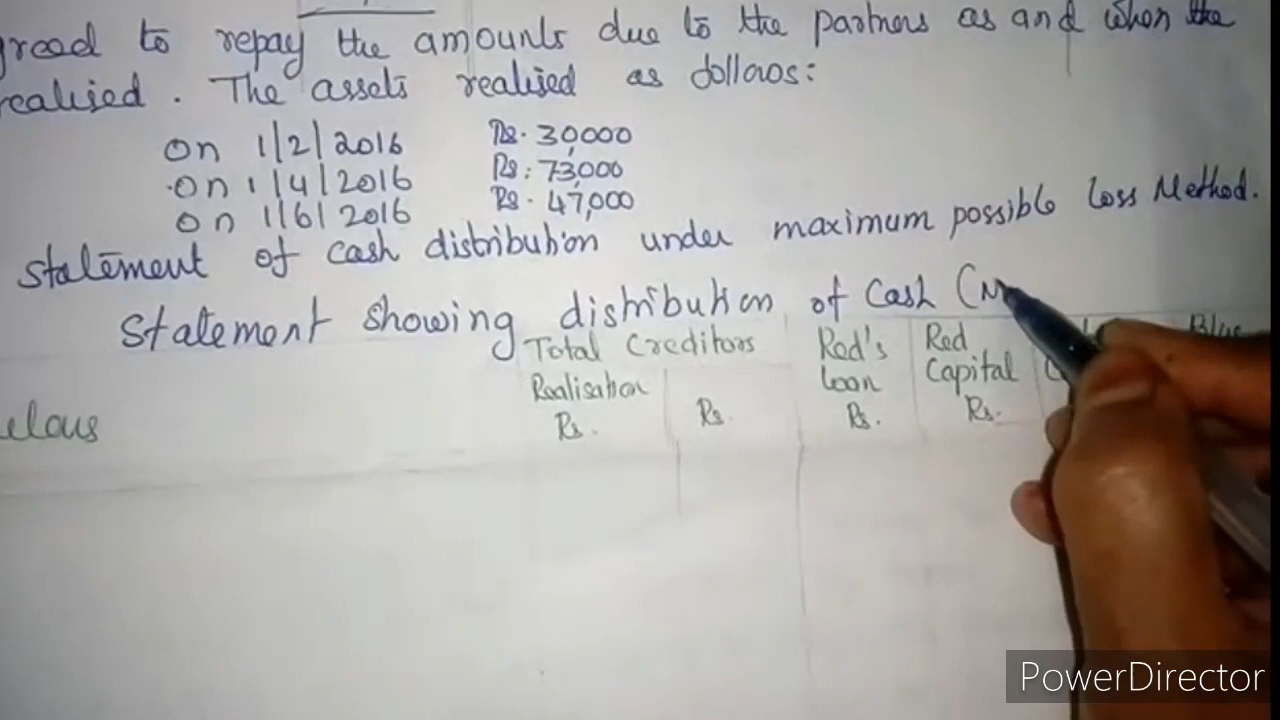 greed to repay the amounts due to the partners as and when the
realised. The assets realised as follows:
on 1/2/2016 Rs. 30,000
on 1/4/2016 Rs. 73,000
on 1/6/2016 Rs. 47,000
Statement of Cash distribution under maximum possible loss Method.
Statement showing distribution of Cash (M
Total Creditors Red's Red Blue
Realisation Loan Capital
Rs. Rs. Rs. Rs.
PowerDirector